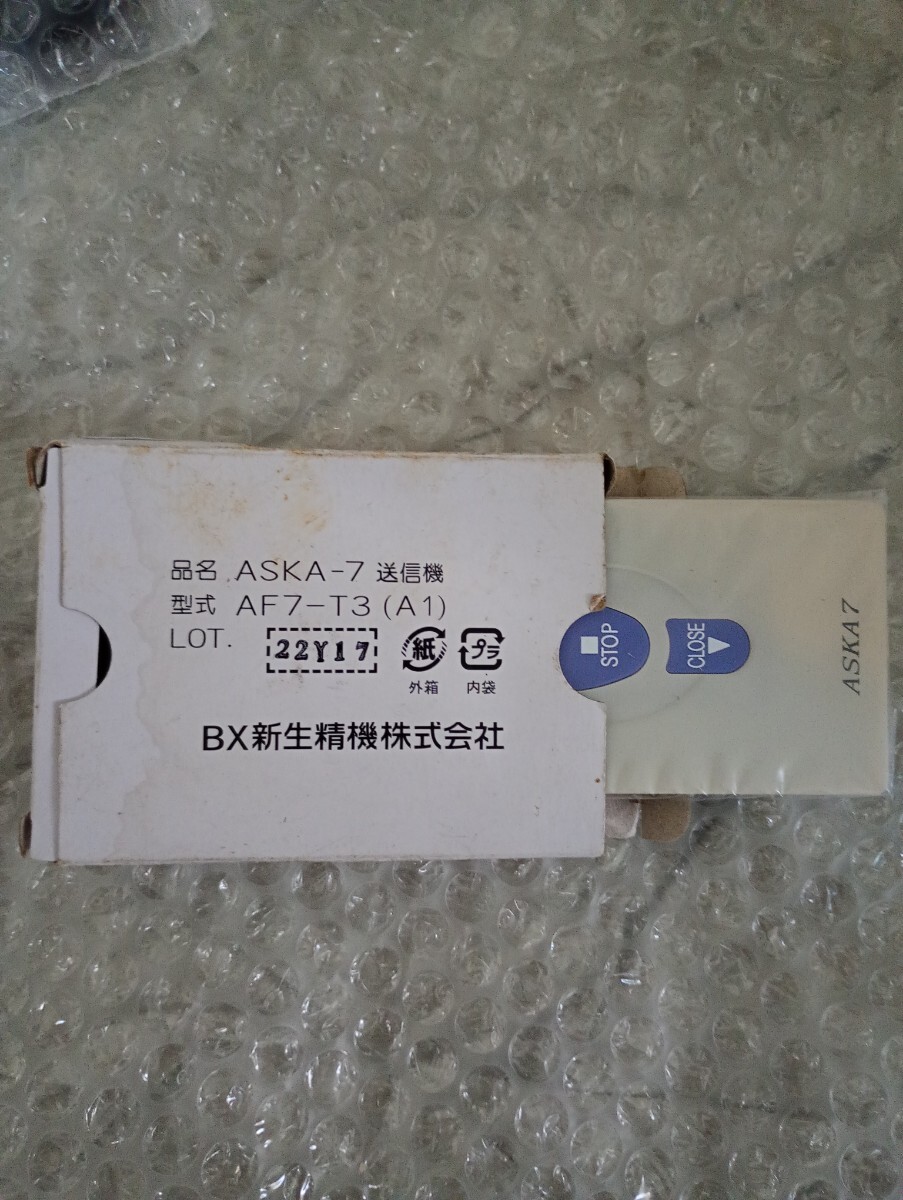 品名 ASKA-7 送信機
型式 AF7-T3(A1)
LOT. 22Y17 紙 プラ
外箱 内袋
BX新生精機株式会社
STOP
CLOSE
ASKA7